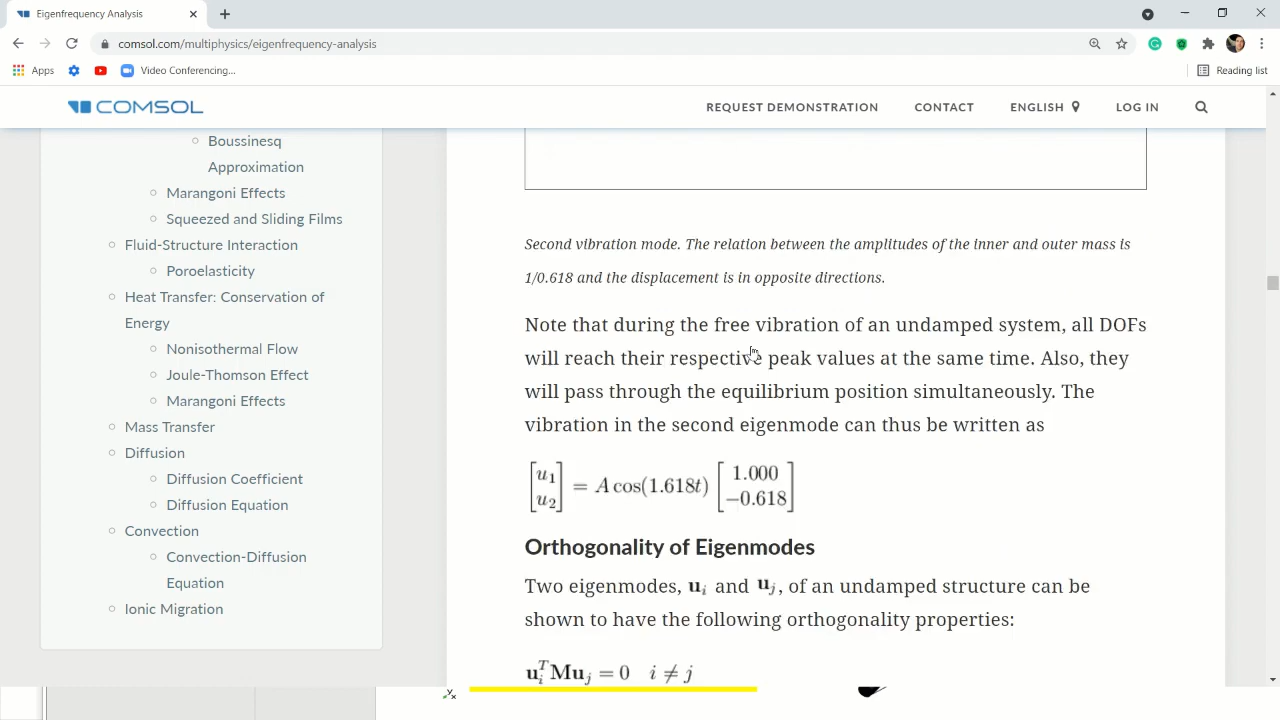 Eigenfrequency Analysis
comsol.com/multiphysics/eigenfrequency-analysis
Apps
Video Conferencing...
Reading list
COMSOL
REQUEST DEMONSTRATION CONTACT ENGLISH LOG IN
Boussinesq
Approximation
Marangoni Effects
Squeezed and Sliding Films
Fluid-Structure Interaction
Poroelasticity
Heat Transfer: Conservation of
Energy
Nonisothermal Flow
Joule-Thomson Effect
Marangoni Effects
Mass Transfer
Diffusion
Diffusion Coefficient
Diffusion Equation
Convection
Convection-Diffusion
Equation
Ionic Migration
Second vibration mode. The relation between the amplitudes of the inner and outer mass is
1/0.618 and the displacement is in opposite directions.
Note that during the free vibration of an undamped system, all DOFs
will reach their respective peak values at the same time. Also, they
will pass through the equilibrium position simultaneously. The
vibration in the second eigenmode can thus be written as
[u₁ u₂] = A cos(1.618t) [1.000 −0.618]
Orthogonality of Eigenmodes
Two eigenmodes, uᵢ and uⱼ, of an undamped structure can be
shown to have the following orthogonality properties:
uᵢᵀMuⱼ = 0 i ≠ j